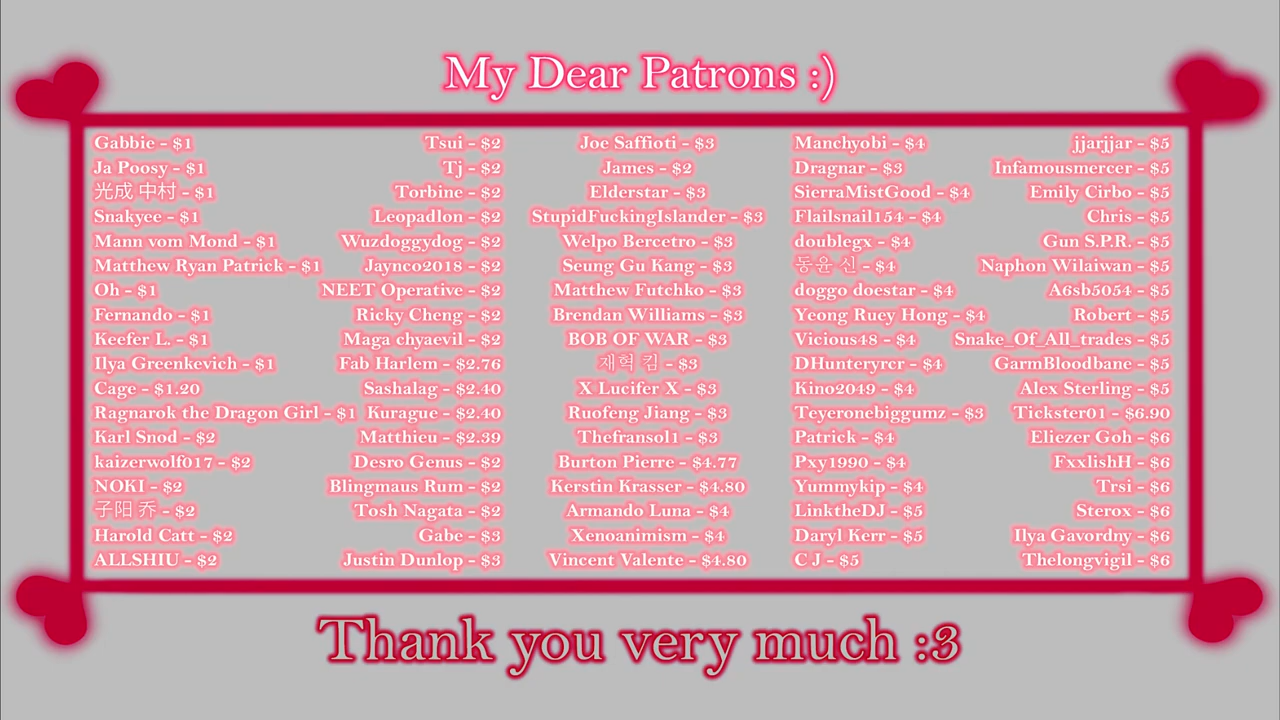 My Dear Patrons :)
Gabbie - $1
Ja Poosy - $1
光成 中村 - $1
Snakyee - $1
Mann vom Mond - $1
Matthew Ryan Patrick - $1
Oh - $1
Fernando - $1
Keefer L. - $1
Ilya Greenkevich - $1
Cage - $1.20
Ragnarok the Dragon Girl - $1
Karl Snod - $2
kaizerwolf017 - $2
NOKI - $2
子阳 乔 - $2
Harold Catt - $2
ALLSHIU - $2
Tsui - $2
Tj - $2
Torbine - $2
Leopadlon - $2
Wuzdoggydog - $2
Jaynco2018 - $2
NEET Operative - $2
Ricky Cheng - $2
Maga chyaevil - $2
Fab Harlem - $2.76
Sashalag - $2.40
Kurague - $2.40
Matthieu - $2.39
Desro Genus - $2
Blingmaus Rum - $2
Tosh Nagata - $2
Gabe - $3
Justin Dunlop - $3
Joe Saffioti - $3
James - $2
Elderstar - $3
StupidFuckingIslander - $3
Welpo Bercetro - $3
Seung Gu Kang - $3
Matthew Futchko - $3
Brendan Williams - $3
BOB OF WAR - $3
재혁 킴 - $3
X Lucifer X - $3
Ruofeng Jiang - $3
Thefransol1 - $3
Burton Pierre - $4.77
Kerstin Krasser - $4.80
Armando Luna - $4
Xenoanimism - $4
Vincent Valente - $4.80
Manchyobi - $4
Dragnar - $3
SierraMistGood - $4
Flailsnail154 - $4
doublegx - $4
동윤 신 - $4
doggo doestar - $4
Yeong Ruey Hong - $4
Vicious48 - $4
DHunteryrcr - $4
Kino2049 - $4
Teyeronebiggumz - $3
Patrick - $4
Pxy1990 - $4
Yummykip - $4
LinktheDJ - $5
Daryl Kerr - $5
C J - $5
jjarjjar - $5
Infamousmercer - $5
Emily Cirbo - $5
Chris - $5
Gun S.P.R. - $5
Naphon Wilaiwan - $5
A6sb5054 - $5
Robert - $5
Snake_Of_All_trades - $5
GarmBloodbane - $5
Alex Sterling - $5
Tickster01 - $6.90
Eliezer Goh - $6
FxxlishH - $6
Trsi - $6
Sterox - $6
Ilya Gavordny - $6
Thelongvigil - $6
Thank you very much :3